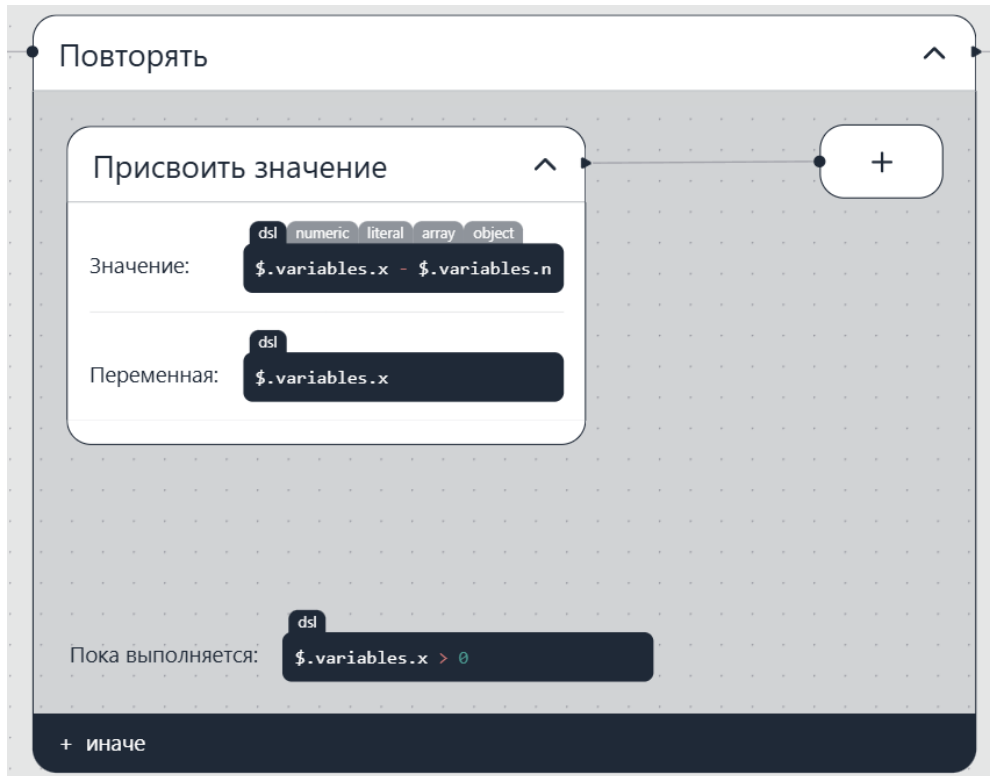 Повторять
Присвоить значение
+
dsl numeric literal array object
Значение: $.variables.x - $.variables.n
dsl
Переменная: $.variables.x
dsl
Пока выполняется: $.variables.x > 0
+ иначе